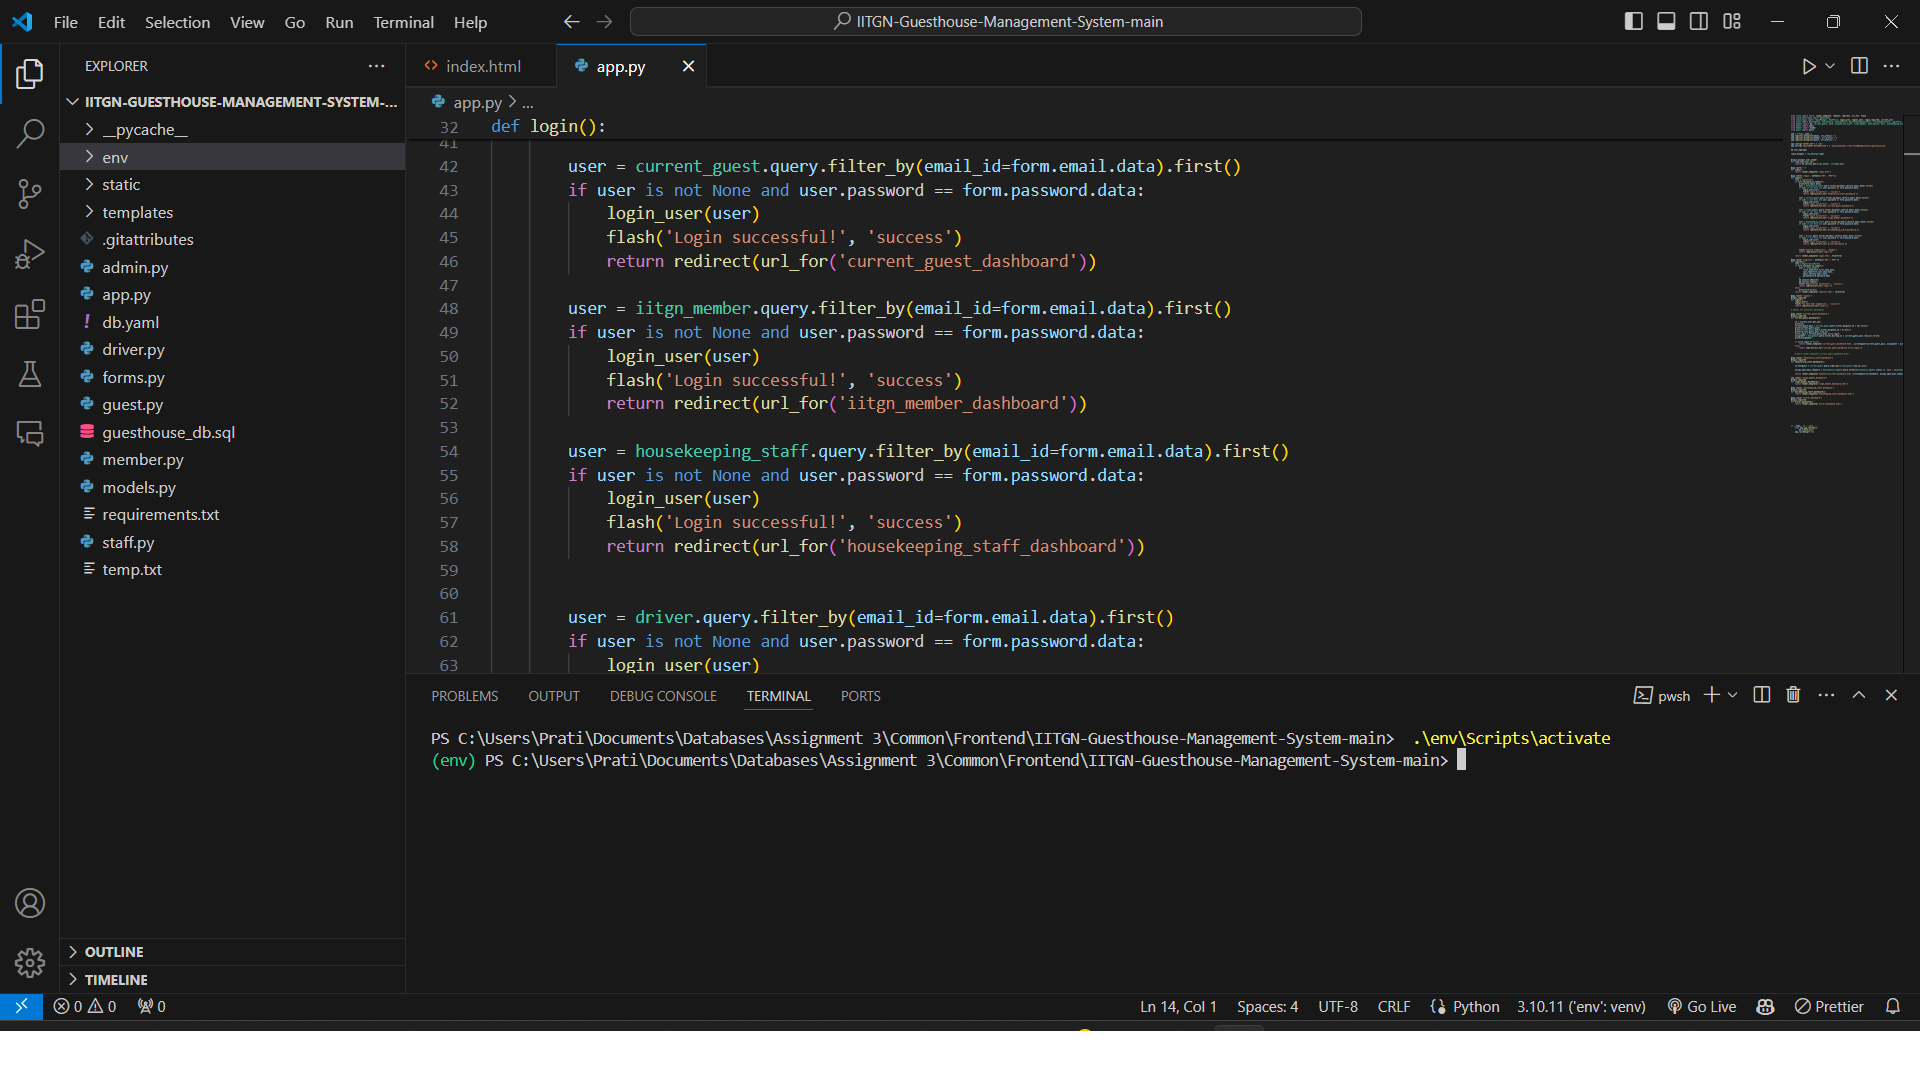 File Edit Selection View Go Run Terminal Help
IITGN-Guesthouse-Management-System-main
EXPLORER
IITGN-GUESTHOUSE-MANAGEMENT-SYSTEM-...
__pycache__
env
static
templates
.gitattributes
admin.py
app.py
db.yaml
driver.py
forms.py
guest.py
guesthouse_db.sql
member.py
models.py
requirements.txt
staff.py
temp.txt
OUTLINE
TIMELINE
index.html
app.py
app.py > ...
32 def login():
41
42 user = current_guest.query.filter_by(email_id=form.email.data).first()
43 if user is not None and user.password == form.password.data:
44 login_user(user)
45 flash('Login successful!', 'success')
46 return redirect(url_for('current_guest_dashboard'))
47
48 user = iitgn_member.query.filter_by(email_id=form.email.data).first()
49 if user is not None and user.password == form.password.data:
50 login_user(user)
51 flash('Login successful!', 'success')
52 return redirect(url_for('iitgn_member_dashboard'))
53
54 user = housekeeping_staff.query.filter_by(email_id=form.email.data).first()
55 if user is not None and user.password == form.password.data:
56 login_user(user)
57 flash('Login successful!', 'success')
58 return redirect(url_for('housekeeping_staff_dashboard'))
59
60
61 user = driver.query.filter_by(email_id=form.email.data).first()
62 if user is not None and user.password == form.password.data:
63 login_user(user)
PROBLEMS OUTPUT DEBUG CONSOLE TERMINAL PORTS
pwsh
PS C:\Users\Prati\Documents\Databases\Assignment 3\Common\Frontend\IITGN-Guesthouse-Management-System-main> .\env\Scripts\activate
(env) PS C:\Users\Prati\Documents\Databases\Assignment 3\Common\Frontend\IITGN-Guesthouse-Management-System-main>
0 0 0
Ln 14, Col 1 Spaces: 4 UTF-8 CRLF Python 3.10.11 ('env': venv) Go Live Prettier